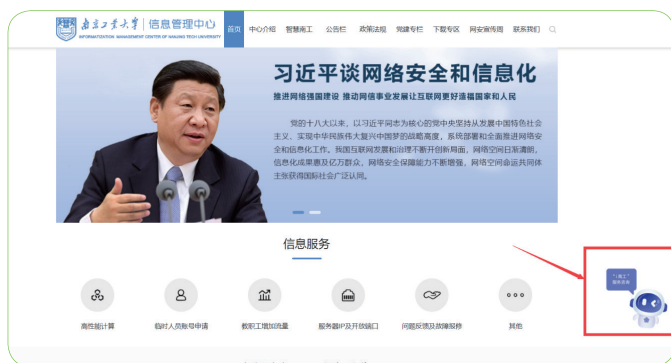 南京工业大学 信息管理中心
INFORMATIZATION MANAGEMENT CENTER OF NANJING TECH UNIVERSITY
首页 中心介绍 智慧南工 公告栏 政策法规 党建专栏 下载专区 网安宣传周 联系我们
习近平谈网络安全和信息化
推进网络强国建设 推动网信事业发展让互联网更好造福国家和人民
党的十八大以来，以习近平同志为核心的党中央坚持从发展中国特色社会
主义、实现中华民族伟大复兴中国梦的战略高度，系统部署和全面推进网络安
全和信息化工作。我国互联网发展和治理不断开创新局面，网络空间日渐清朗，
信息化成果惠及亿万群众，网络安全保障能力不断增强，网络空间命运共同体
主张获得国际社会广泛认同。
信息服务
高性能计算 临时人员账号申请 教职工增加流量 服务器IP及开放端口 问题反馈及故障报修 其他
"i南工"
服务咨询